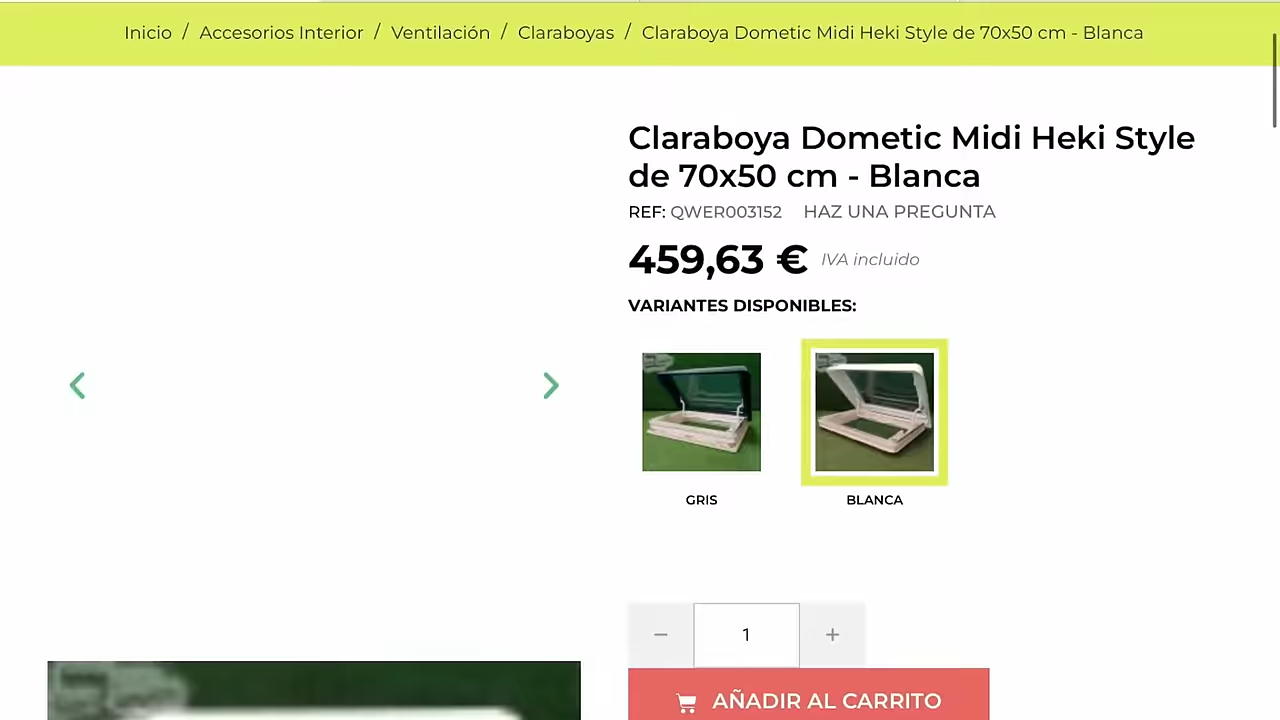 Inicio / Accesorios Interior / Ventilación / Claraboyas / Claraboya Dometic Midi Heki Style de 70x50 cm - Blanca
Claraboya Dometic Midi Heki Style
de 70x50 cm - Blanca
REF: QWER003152 HAZ UNA PREGUNTA
459,63 € IVA incluido
VARIANTES DISPONIBLES:
GRIS BLANCA
− 1 +
AÑADIR AL CARRITO